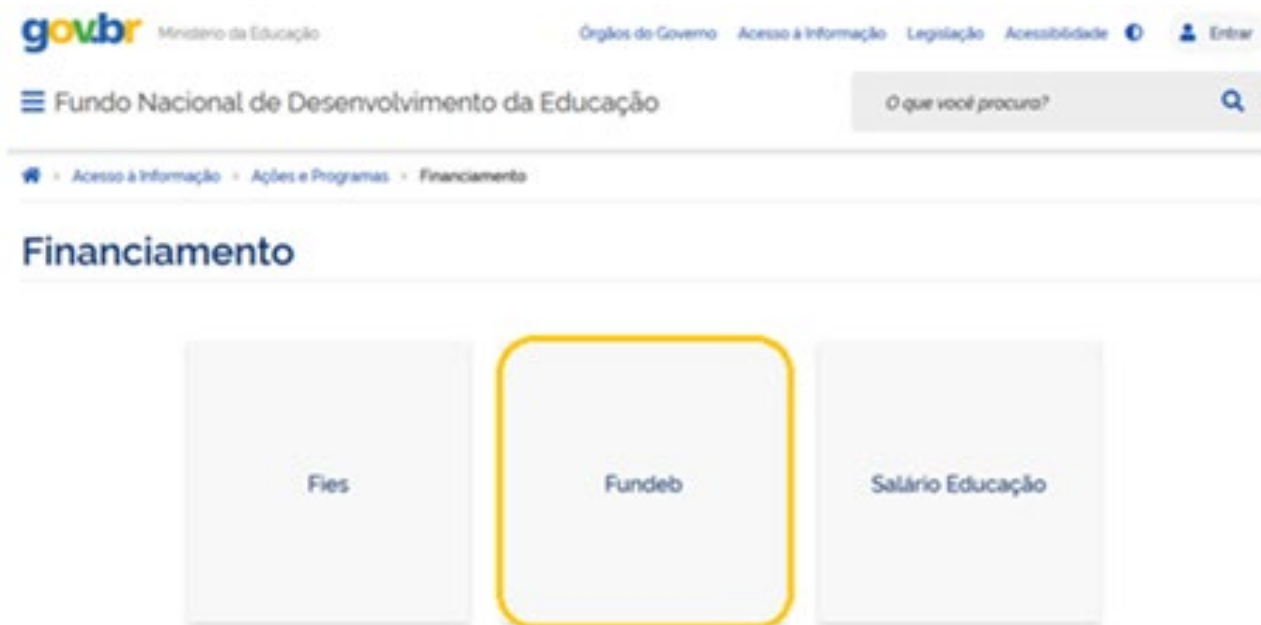 gov.br Ministério da Educação Órgãos do Governo Acesso à Informação Legislação Acessibilidade Entrar
Fundo Nacional de Desenvolvimento da Educação O que você procura?
Acesso à Informação Ações e Programas Financiamento
Financiamento
Fies Fundeb Salário Educação